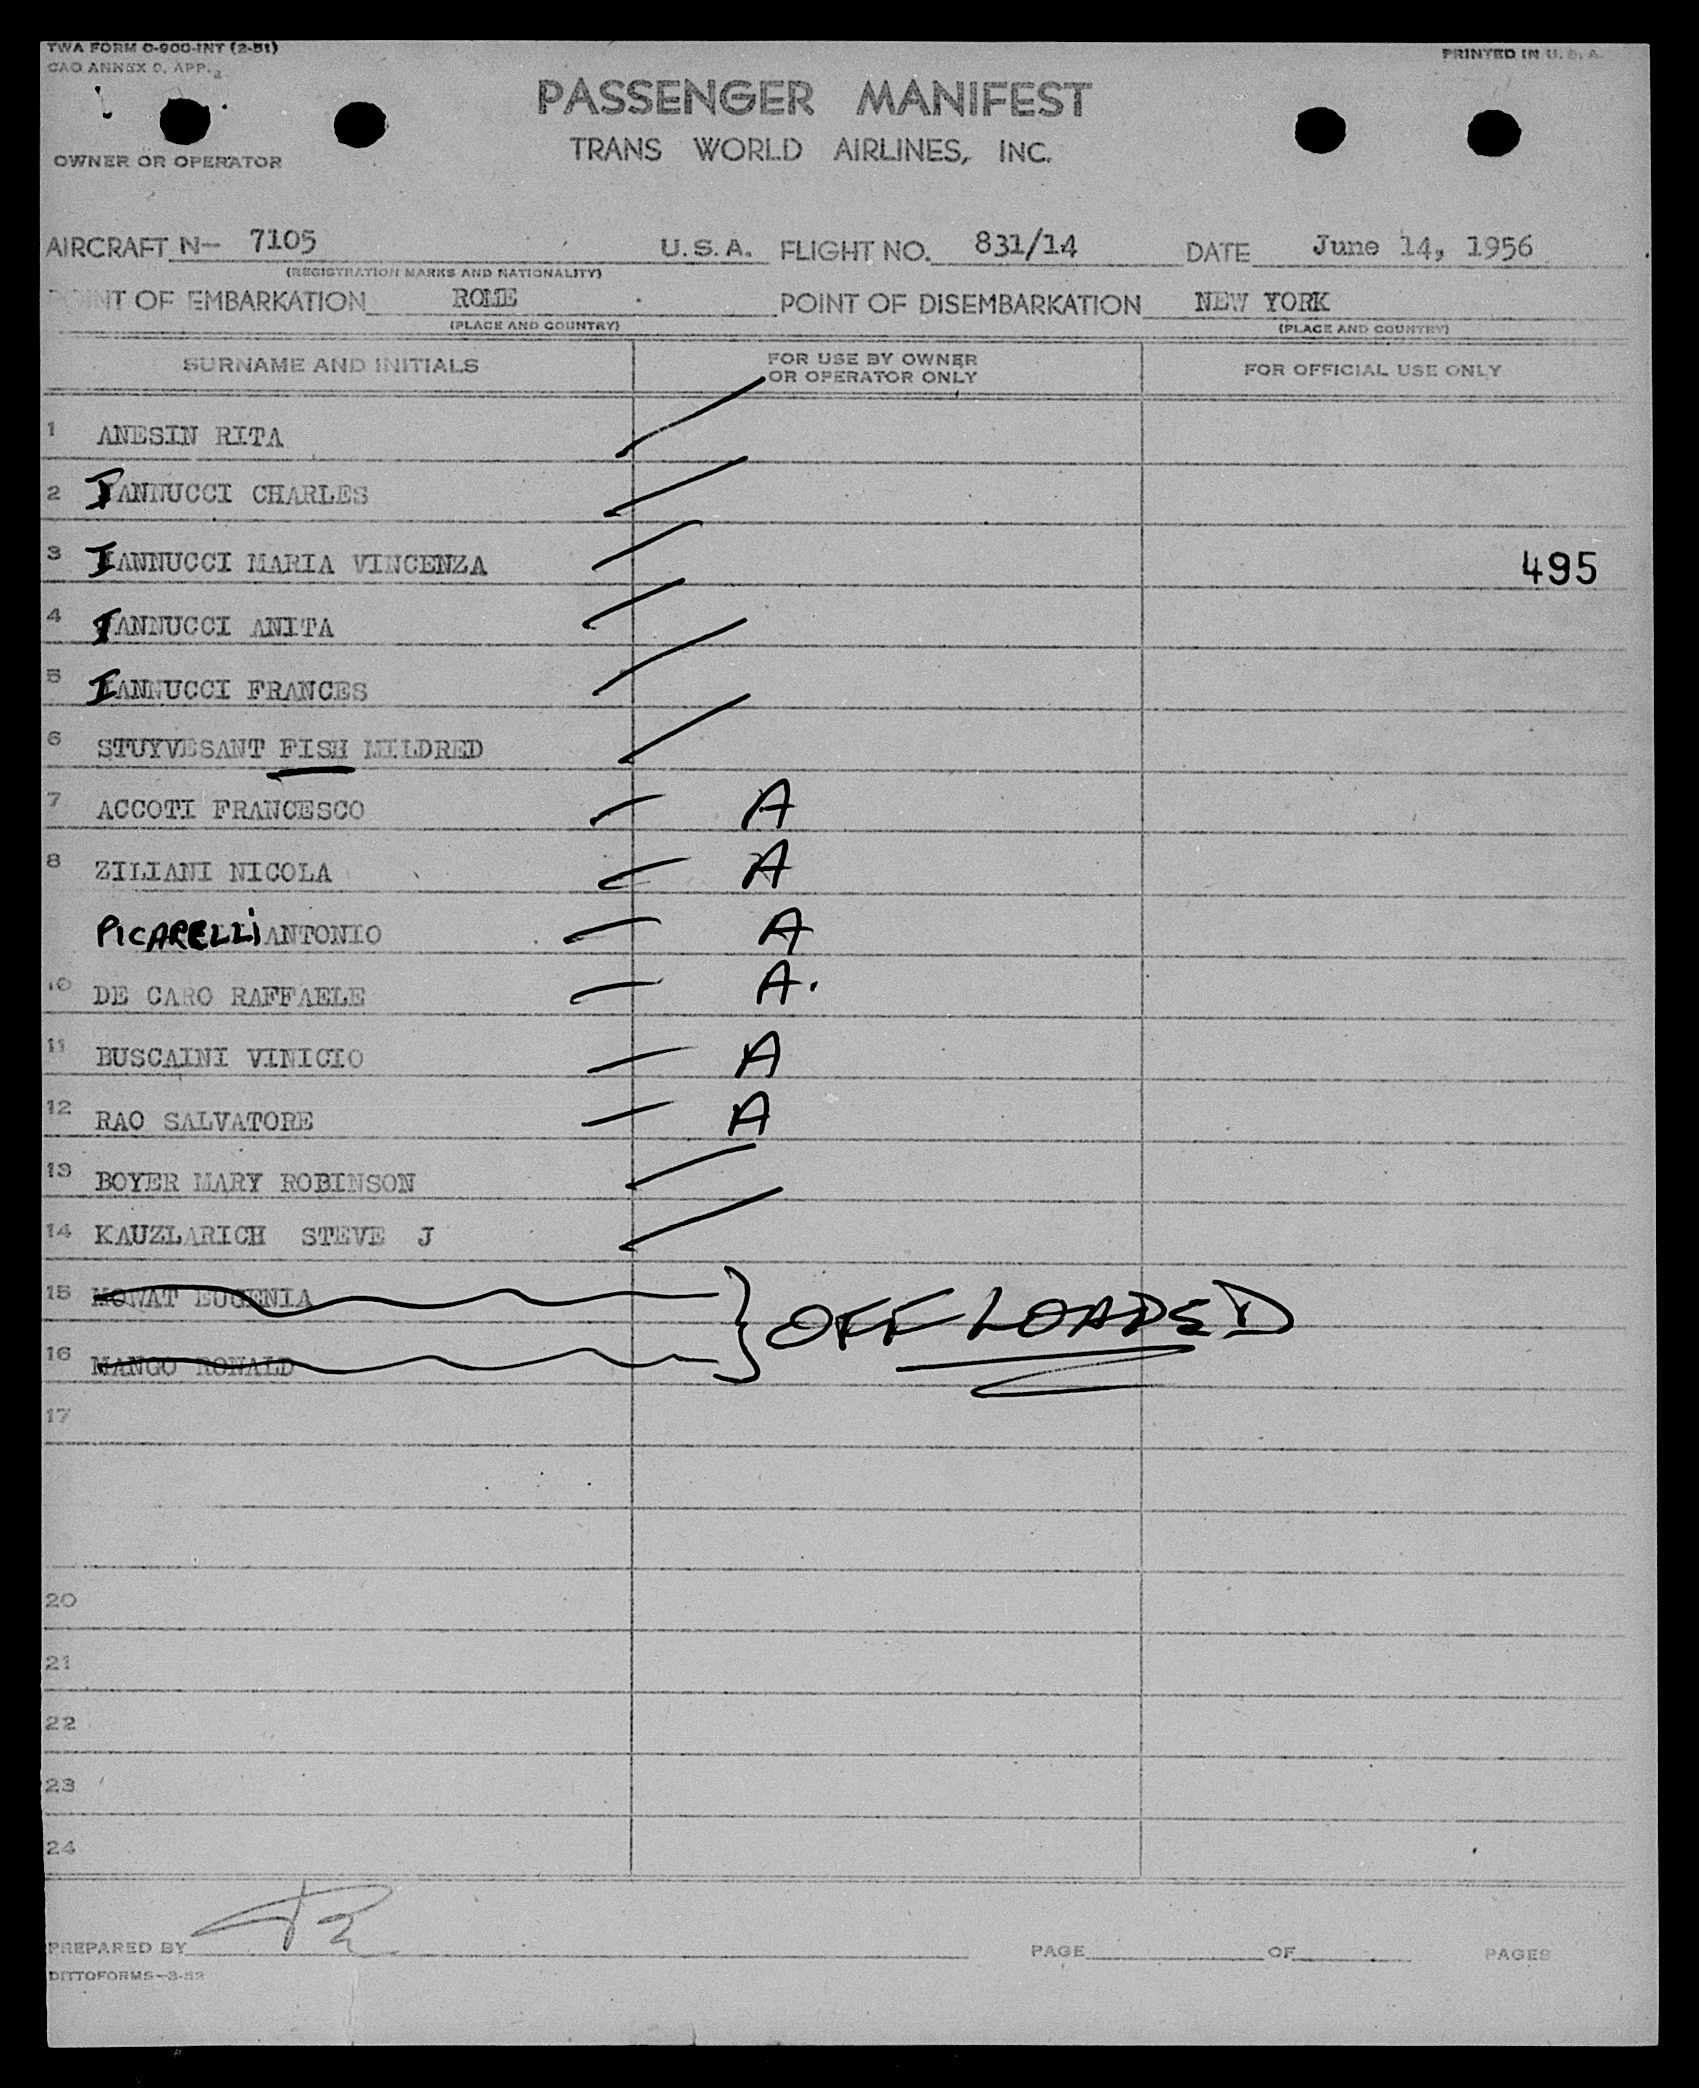 TWA FORM O-900-INT (2-51)
PRINTED IN U. S. A.
CAO ANNEX 9, APP. 2
PASSENGER MANIFEST
TRANS WORLD AIRLINES, INC.
OWNER OR OPERATOR
AIRCRAFT N- 7105 U. S. A. FLIGHT NO. 831/14 DATE June 14, 1956
(REGISTRATION MARKS AND NATIONALITY)
POINT OF EMBARKATION ROME POINT OF DISEMBARKATION NEW YORK
(PLACE AND COUNTRY) (PLACE AND COUNTRY)
SURNAME AND INITIALS FOR USE BY OWNER OR OPERATOR ONLY FOR OFFICIAL USE ONLY
1 ANESIN RITA
2 IANNUCCI CHARLES
3 IANNUCCI MARIA VINCENZA 495
4 IANNUCCI ANITA
5 IANNUCCI FRANCES
6 STUYVESANT FISH MILDRED
7 ACCOTI FRANCESCO A
8 ZILIANI NICOLA A
PICARELLI ANTONIO A
10 DE CARO RAFFAELE A.
11 BUSCAINI VINICIO A
12 RAO SALVATORE A
13 BOYER MARY ROBINSON
14 KAUZLARICH STEVE J
15 MOWAT EUGENIA } OFF LOADED
16 MANGO RONALD
17
20
21
22
23
24
PREPARED BY PAGE OF PAGES
DITTOFORMS-3-52